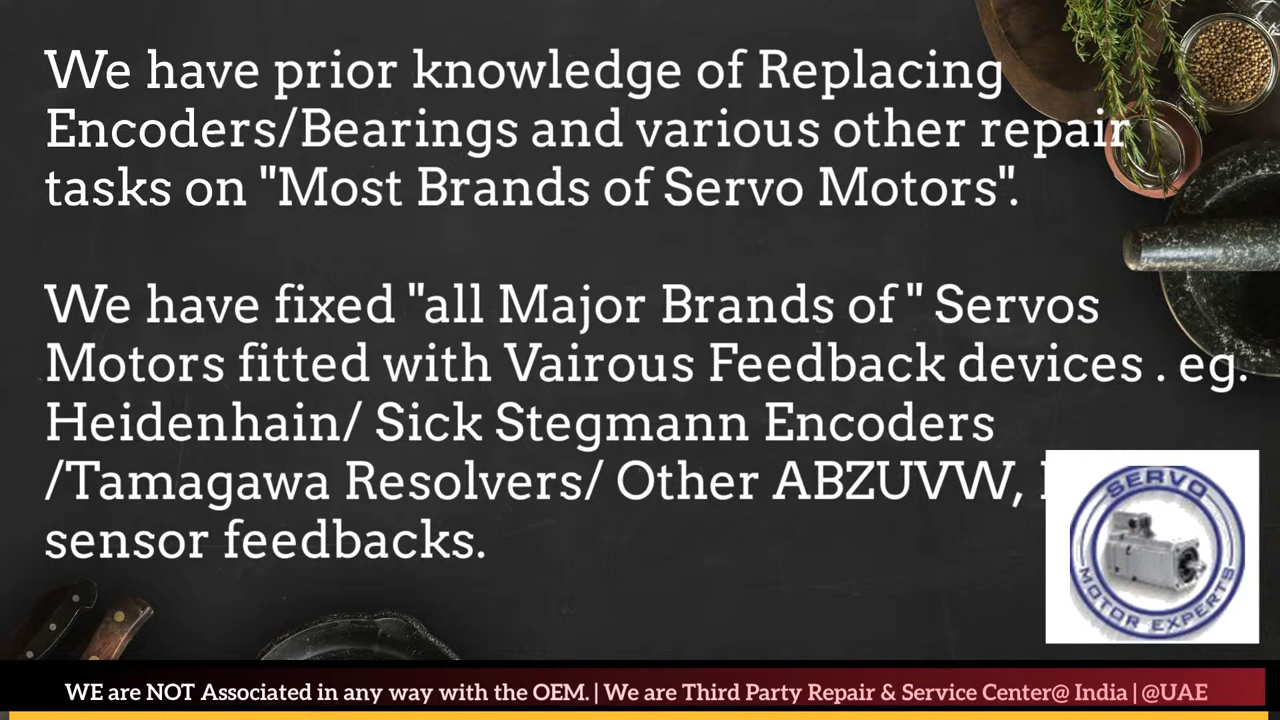 We have prior knowledge of Replacing
Encoders/Bearings and various other repair
tasks on "Most Brands of Servo Motors".
We have fixed "all Major Brands of " Servos
Motors fitted with Vairous Feedback devices . eg.
Heidenhain/ Sick Stegmann Encoders
/Tamagawa Resolvers/ Other ABZUVW,
sensor feedbacks.
SERVO
MOTOR EXPERTS
WE are NOT Associated in any way with the OEM. | We are Third Party Repair & Service Center@ India | @UAE